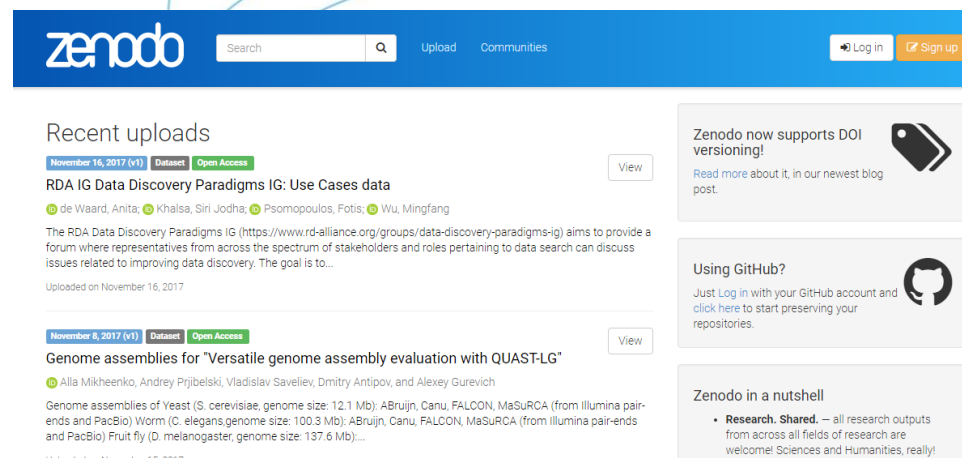 zenodo
Search
Upload
Communities
Log in
Sign up
Recent uploads
November 16, 2017 (v1) Dataset Open Access
View
RDA IG Data Discovery Paradigms IG: Use Cases data
de Waard, Anita; Khalsa, Siri Jodha; Psomopoulos, Fotis; Wu, Mingfang
The RDA Data Discovery Paradigms IG (https://www.rd-alliance.org/groups/data-discovery-paradigms-ig) aims to provide a
forum where representatives from across the spectrum of stakeholders and roles pertaining to data search can discuss
issues related to improving data discovery. The goal is to...
Uploaded on November 16, 2017
November 8, 2017 (v1) Dataset Open Access
View
Genome assemblies for "Versatile genome assembly evaluation with QUAST-LG"
Alla Mikheenko, Andrey Prjibelski, Vladislav Saveliev, Dmitry Antipov, and Alexey Gurevich
Genome assemblies of Yeast (S. cerevisiae, genome size: 12.1 Mb): ABruijn, Canu, FALCON, MaSuRCA (from Illumina pair-
ends and PacBio) Worm (C. elegans,genome size: 100.3 Mb): ABruijn, Canu, FALCON, MaSuRCA (from Illumina pair-ends
and PacBio) Fruit fly (D. melanogaster, genome size: 137.6 Mb):...
Zenodo now supports DOI
versioning!
Read more about it, in our newest blog
post.
Using GitHub?
Just Log in with your GitHub account and
click here to start preserving your
repositories.
Zenodo in a nutshell
• Research. Shared. — all research outputs
from across all fields of research are
welcome! Sciences and Humanities, really!